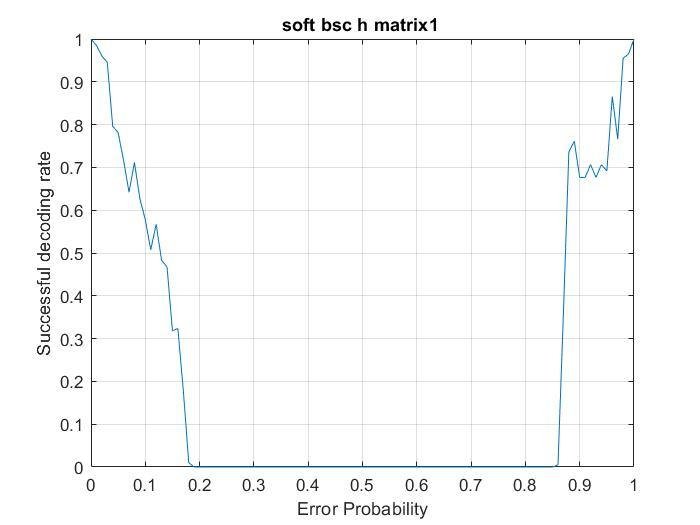 soft bsc h matrix1
1
0.9
0.8
0.7
0.6
0.5
0.4
0.3
0.2
0.1
0
Successful decoding rate
0 0.1 0.2 0.3 0.4 0.5 0.6 0.7 0.8 0.9 1
Error Probability